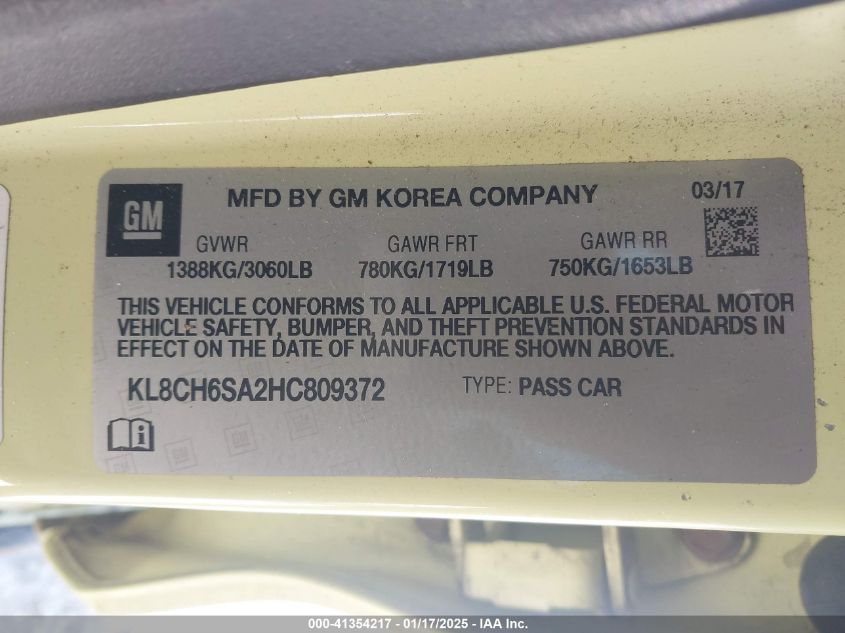 GM
MFD BY GM KOREA COMPANY
03/17
GVWR GAWR FRT GAWR RR
1388KG/3060LB 780KG/1719LB 750KG/1653LB
THIS VEHICLE CONFORMS TO ALL APPLICABLE U.S. FEDERAL MOTOR
VEHICLE SAFETY, BUMPER, AND THEFT PREVENTION STANDARDS IN
EFFECT ON THE DATE OF MANUFACTURE SHOWN ABOVE.
KL8CH6SA2HC809372 TYPE: PASS CAR
000-41354217 - 01/17/2025 - IAA Inc.